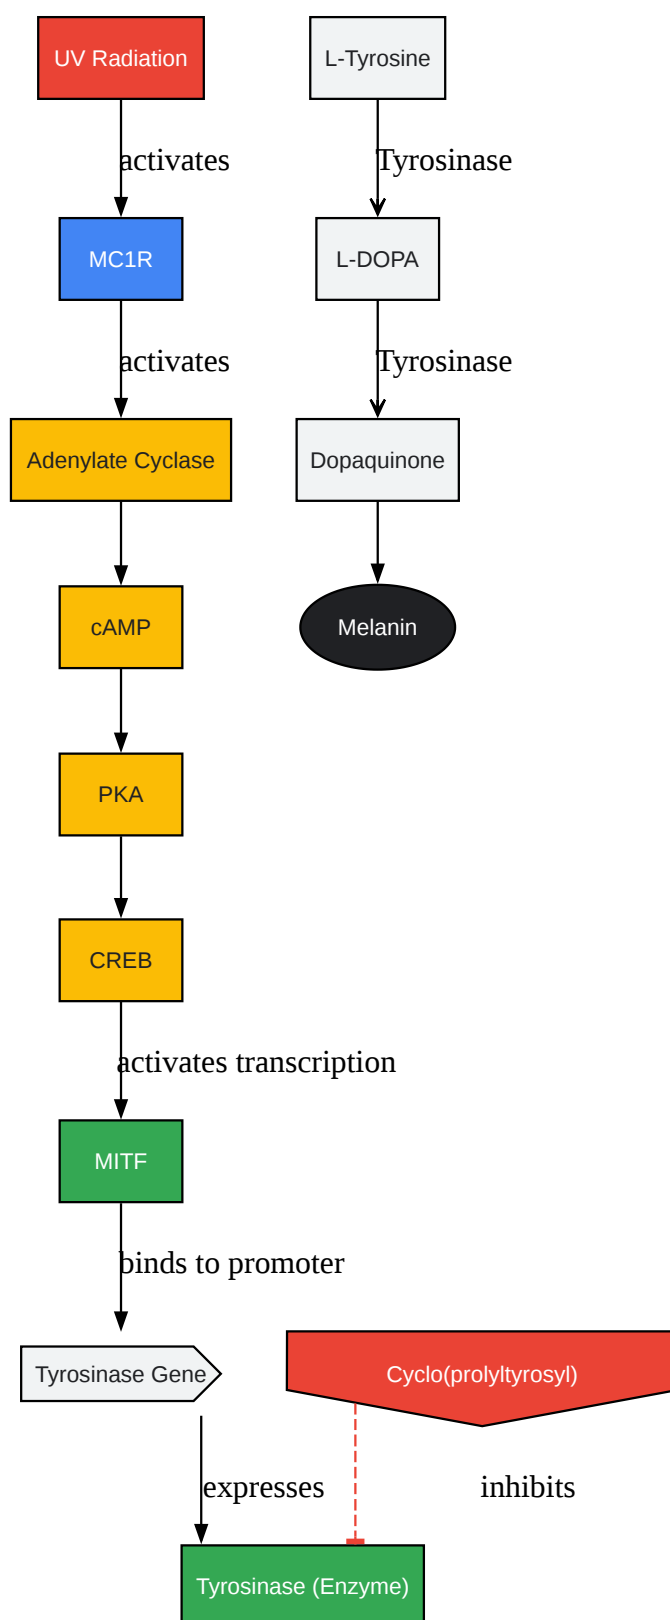 UV Radiation
L-Tyrosine
activates
Tyrosinase
MC1R
L-DOPA
activates
Tyrosinase
Adenylate Cyclase
Dopaquinone
cAMP
Melanin
PKA
CREB
activates transcription
MITF
binds to promoter
Tyrosinase Gene
Cyclo(prolyltyrosyl)
expresses
inhibits
Tyrosinase (Enzyme)